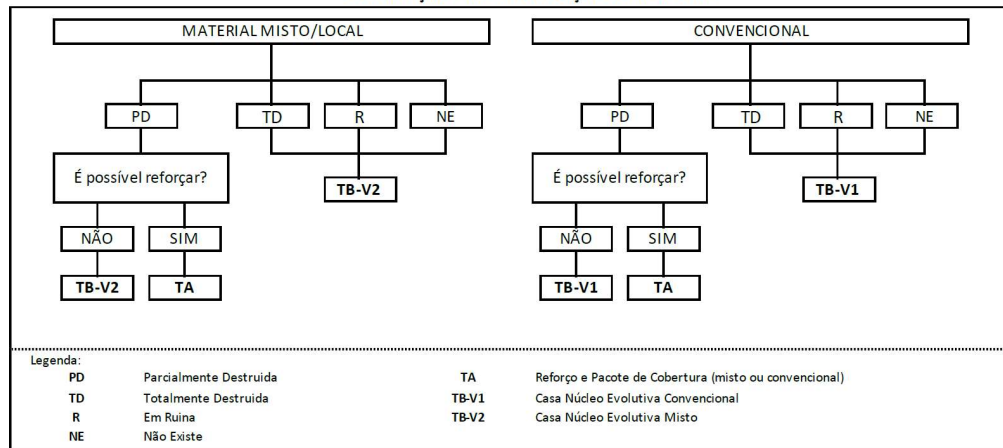 MATERIAL MISTO/LOCAL
PD
TD
R
NE
É possível reforçar?
TB-V2
NÃO
SIM
TB-V2
TA
CONVENCIONAL
PD
TD
R
NE
É possível reforçar?
TB-V1
NÃO
SIM
TB-V1
TA
Legenda:
PD Parcialmente Destruida
TD Totalmente Destruida
R Em Ruina
NE Não Existe
TA Reforço e Pacote de Cobertura (misto ou convencional)
TB-V1 Casa Núcleo Evolutiva Convencional
TB-V2 Casa Núcleo Evolutiva Misto